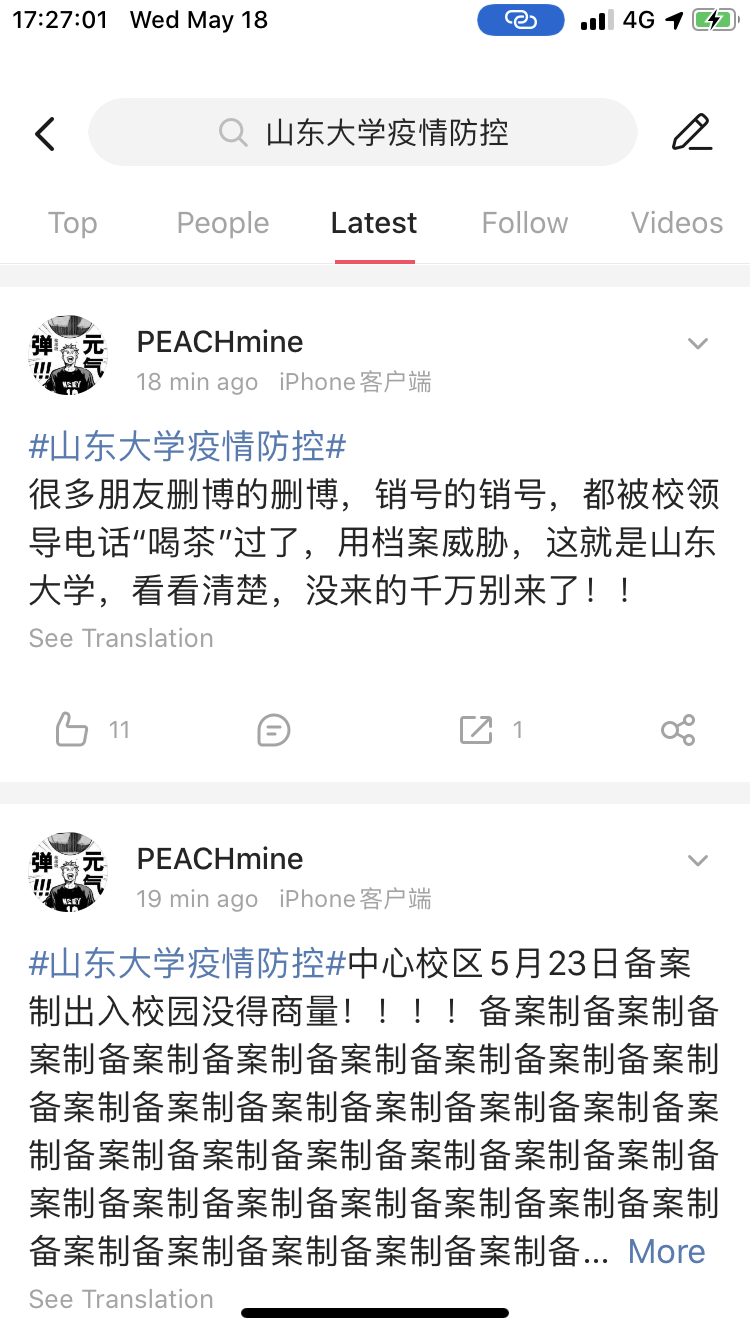 17:27:01 Wed May 18 4G
山东大学疫情防控
Top People Latest Follow Videos
弹 元
!!! 气
PEACHmine
18 min ago iPhone客户端
#山东大学疫情防控#
很多朋友删博的删博，销号的销号，都被校领
导电话“喝茶”过了，用档案威胁，这就是山东
大学，看看清楚，没来的千万别来了！！
See Translation
11 1
弹 元
!!! 气
PEACHmine
19 min ago iPhone客户端
#山东大学疫情防控#中心校区5月23日备案
制出入校园没得商量！！！！备案制备案制备
案制备案制备案制备案制备案制备案制备案制
备案制备案制备案制备案制备案制备案制备案
制备案制备案制备案制备案制备案制备案制备
案制备案制备案制备案制备案制备案制备案制
备案制备案制备案制备案制备案制备... More
See Translation